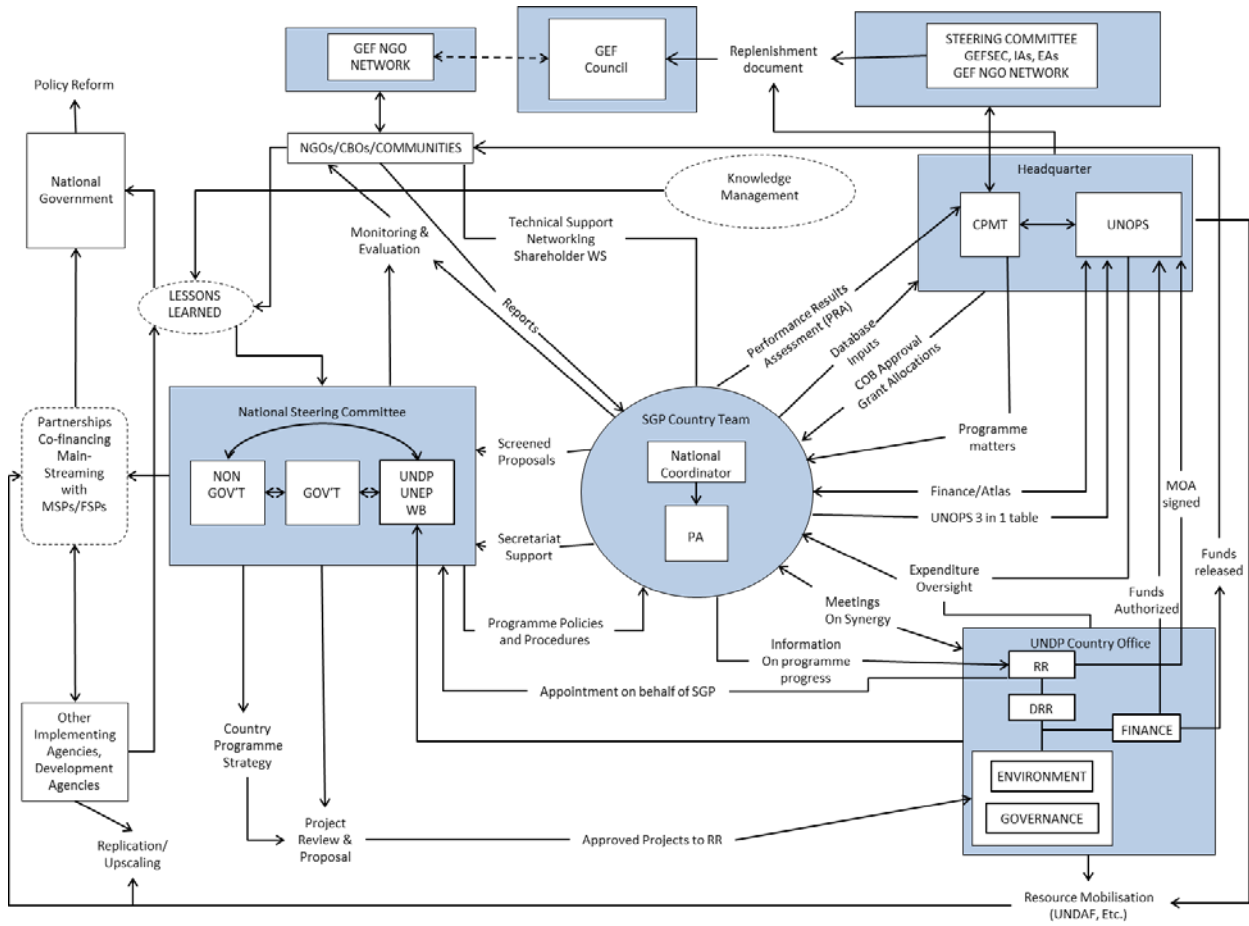 GEF NGO
NETWORK
GEF
Council
Replenishment
document
STEERING COMMITTEE
GEFSEC, IAs, EAs
GEF NGO NETWORK
Policy Reform
NGOs/CBOs/COMMUNITIES
National
Government
Knowledge
Management
Headquarter
CPMT
UNOPS
Monitoring &
Evaluation
Technical Support
Networking
Shareholder WS
LESSONS
LEARNED
Reports
Performance Results
Assessment (PRA)
Database
Inputs
COB Approval
Grant Allocations
National Steering Committee
NON
GOV'T
GOV'T
UNDP
UNEP
WB
Partnerships
Co-financing
Main-
Streaming
with
MSPs/FSPs
Screened
Proposals
Secretariat
Support
SGP Country Team
National
Coordinator
PA
Programme
matters
Finance/Atlas
UNOPS 3 in 1 table
MOA
signed
Funds
released
Expenditure
Oversight
Funds
Authorized
Meetings
On Synergy
Programme Policies
and Procedures
Information
On programme
progress
Appointment on behalf of SGP
UNDP Country Office
RR
DRR
FINANCE
ENVIRONMENT
GOVERNANCE
Other
Implementing
Agencies,
Development
Agencies
Country
Programme
Strategy
Project
Review &
Proposal
Approved Projects to RR
Replication/
Upscaling
Resource Mobilisation
(UNDAF, Etc.)